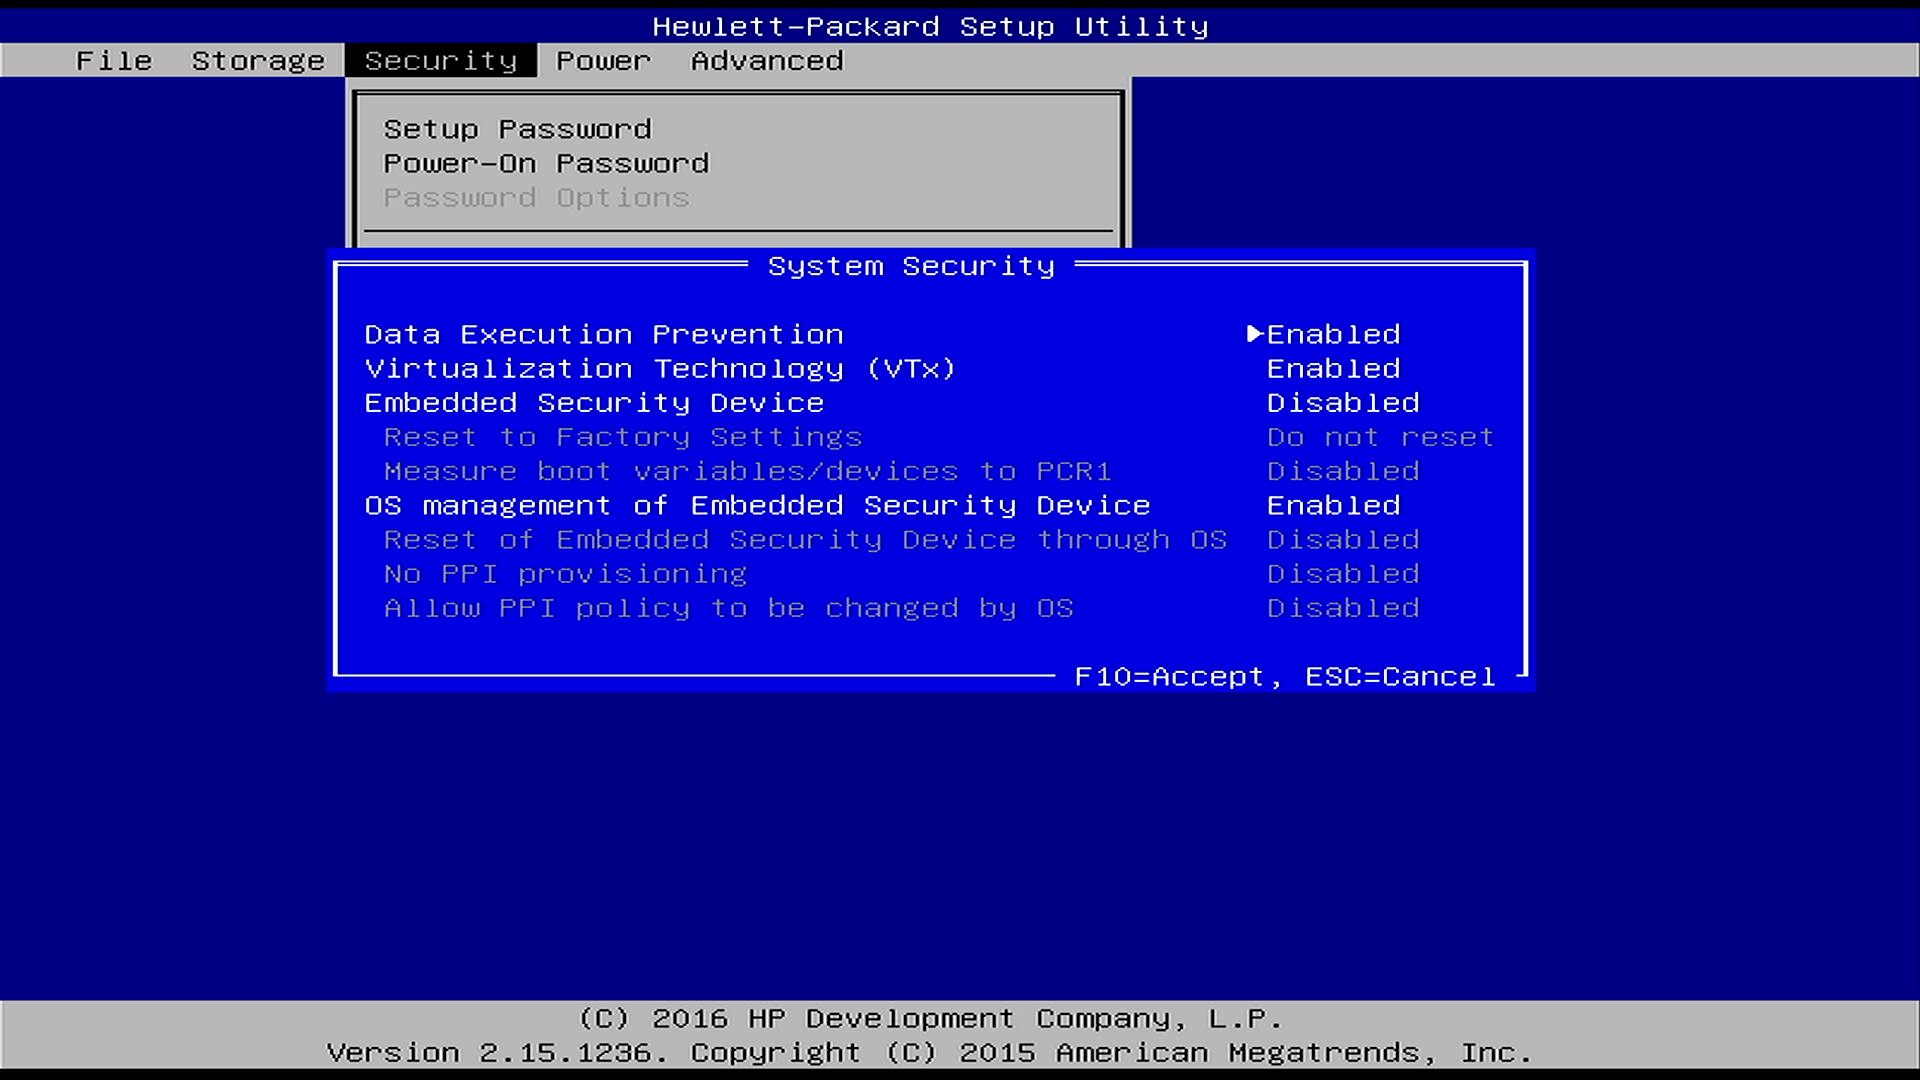 Hewlett-Packard Setup Utility
File Storage Security Power Advanced
Setup Password
Power-On Password
Password Options
System Security
Data Execution Prevention ▶Enabled
Virtualization Technology (VTx) Enabled
Embedded Security Device Disabled
Reset to Factory Settings Do not reset
Measure boot variables/devices to PCR1 Disabled
OS management of Embedded Security Device Enabled
Reset of Embedded Security Device through OS Disabled
No PPI provisioning Disabled
Allow PPI policy to be changed by OS Disabled
F10=Accept, ESC=Cancel
(C) 2016 HP Development Company, L.P.
Version 2.15.1236. Copyright (C) 2015 American Megatrends, Inc.